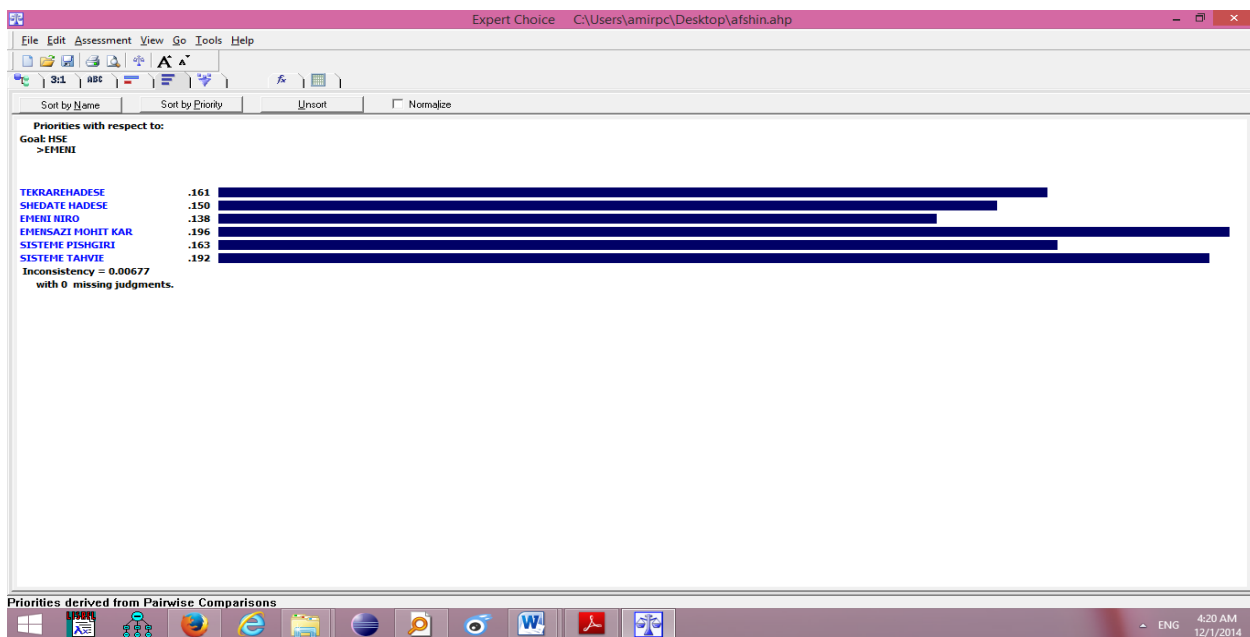 Expert Choice C:\Users\amirpc\Desktop\afshin.ahp
File Edit Assessment View Go Tools Help
A A
3:1 ABC fx
Sort by Name Sort by Priority Unsort Normalize
Priorities with respect to:
Goal: HSE
>EMENI
TEKRAREHADESE .161
SHEDATE HADESE .150
EMENI NIRO .138
EMENSAZI MOHIT KAR .196
SISTEME PISHGIRI .163
SISTEME TAHVIE .192
Inconsistency = 0.00677
with 0 missing judgments.
Priorities derived from Pairwise Comparisons
ENG 4:20 AM
12/1/2014